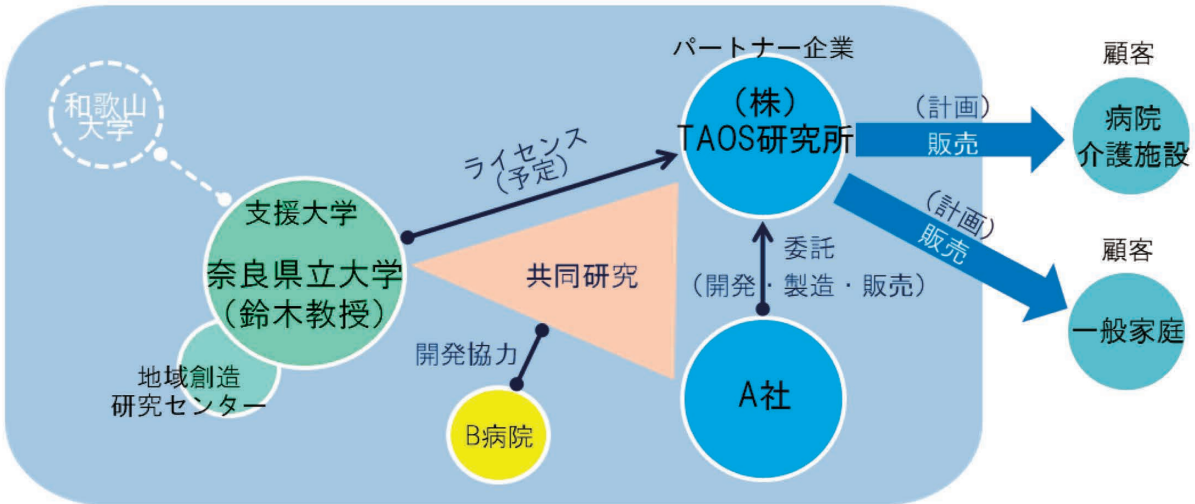 和歌山
大学
支援大学
奈良県立大学
（鈴木教授）
地域創造
研究センター
ライセンス
（予定）
共同研究
開発協力
B病院
パートナー企業
（株）
TAOS研究所
委託
（開発・製造・販売）
A社
（計画）
販売
（計画）
販売
顧客
病院
介護施設
顧客
一般家庭